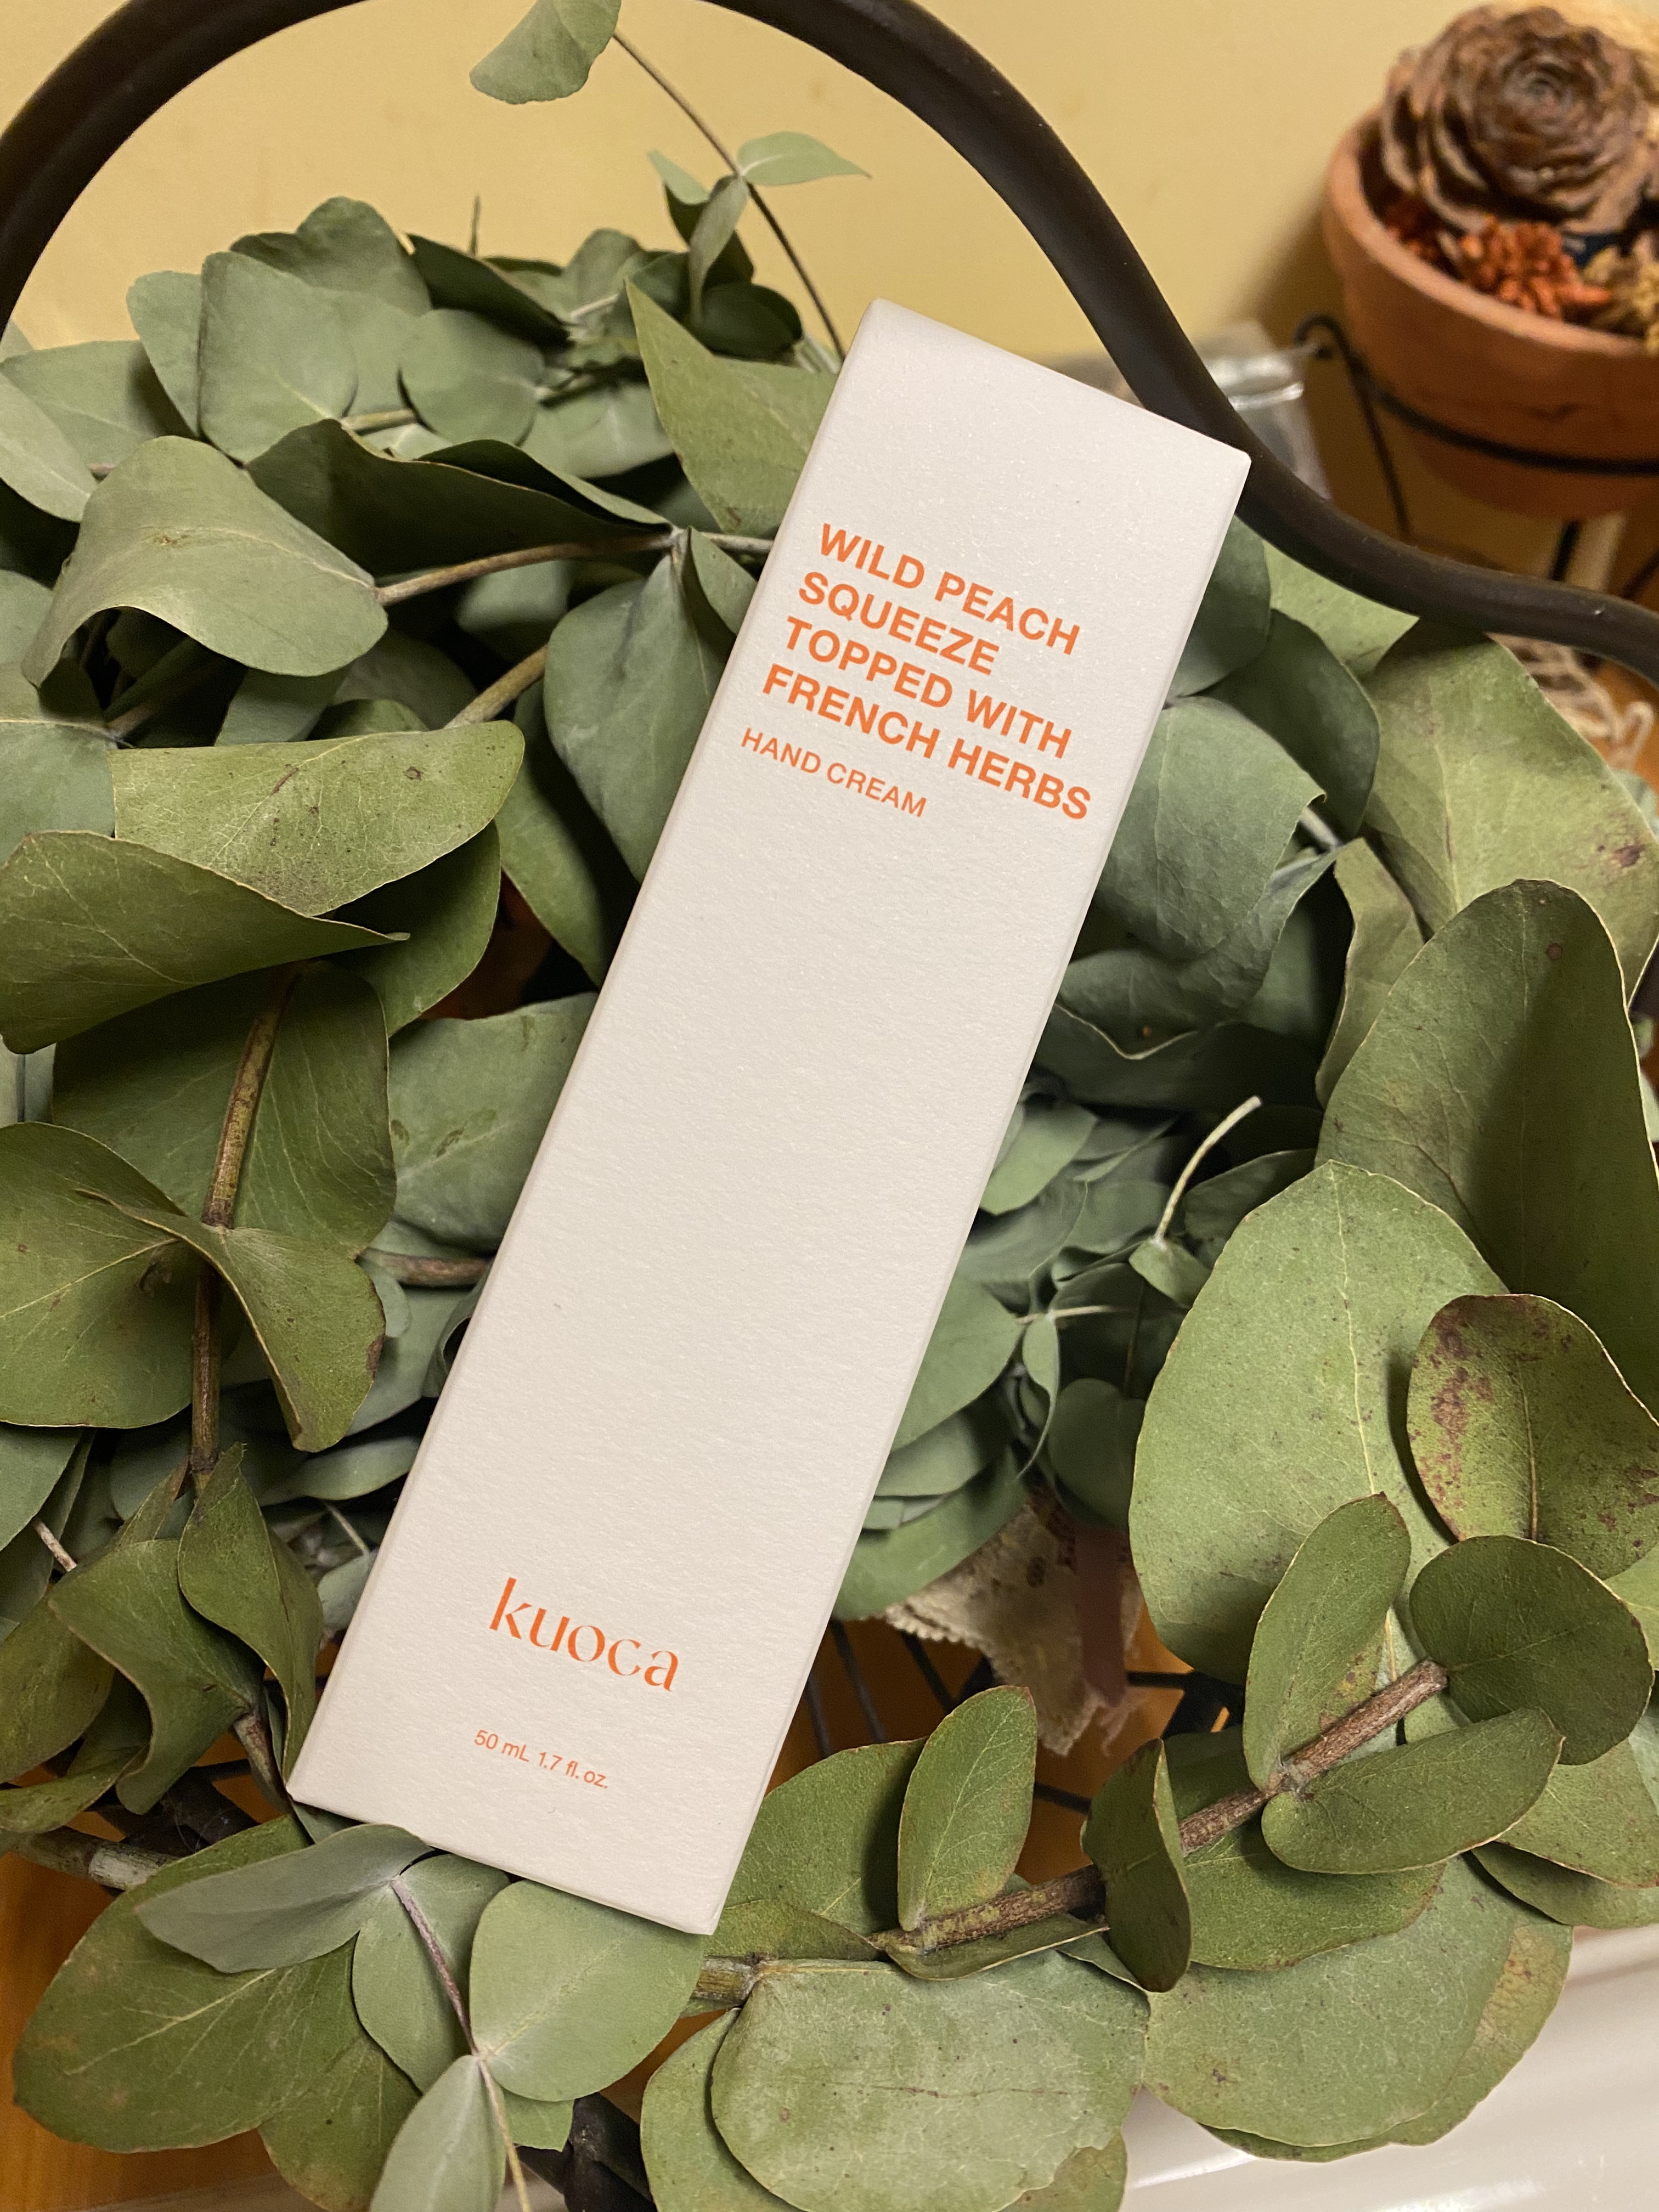 WILD PEACH
SQUEEZE
TOPPED WITH
FRENCH HERBS
HAND CREAM
kuoca
50 mL 1.7 fl. oz.